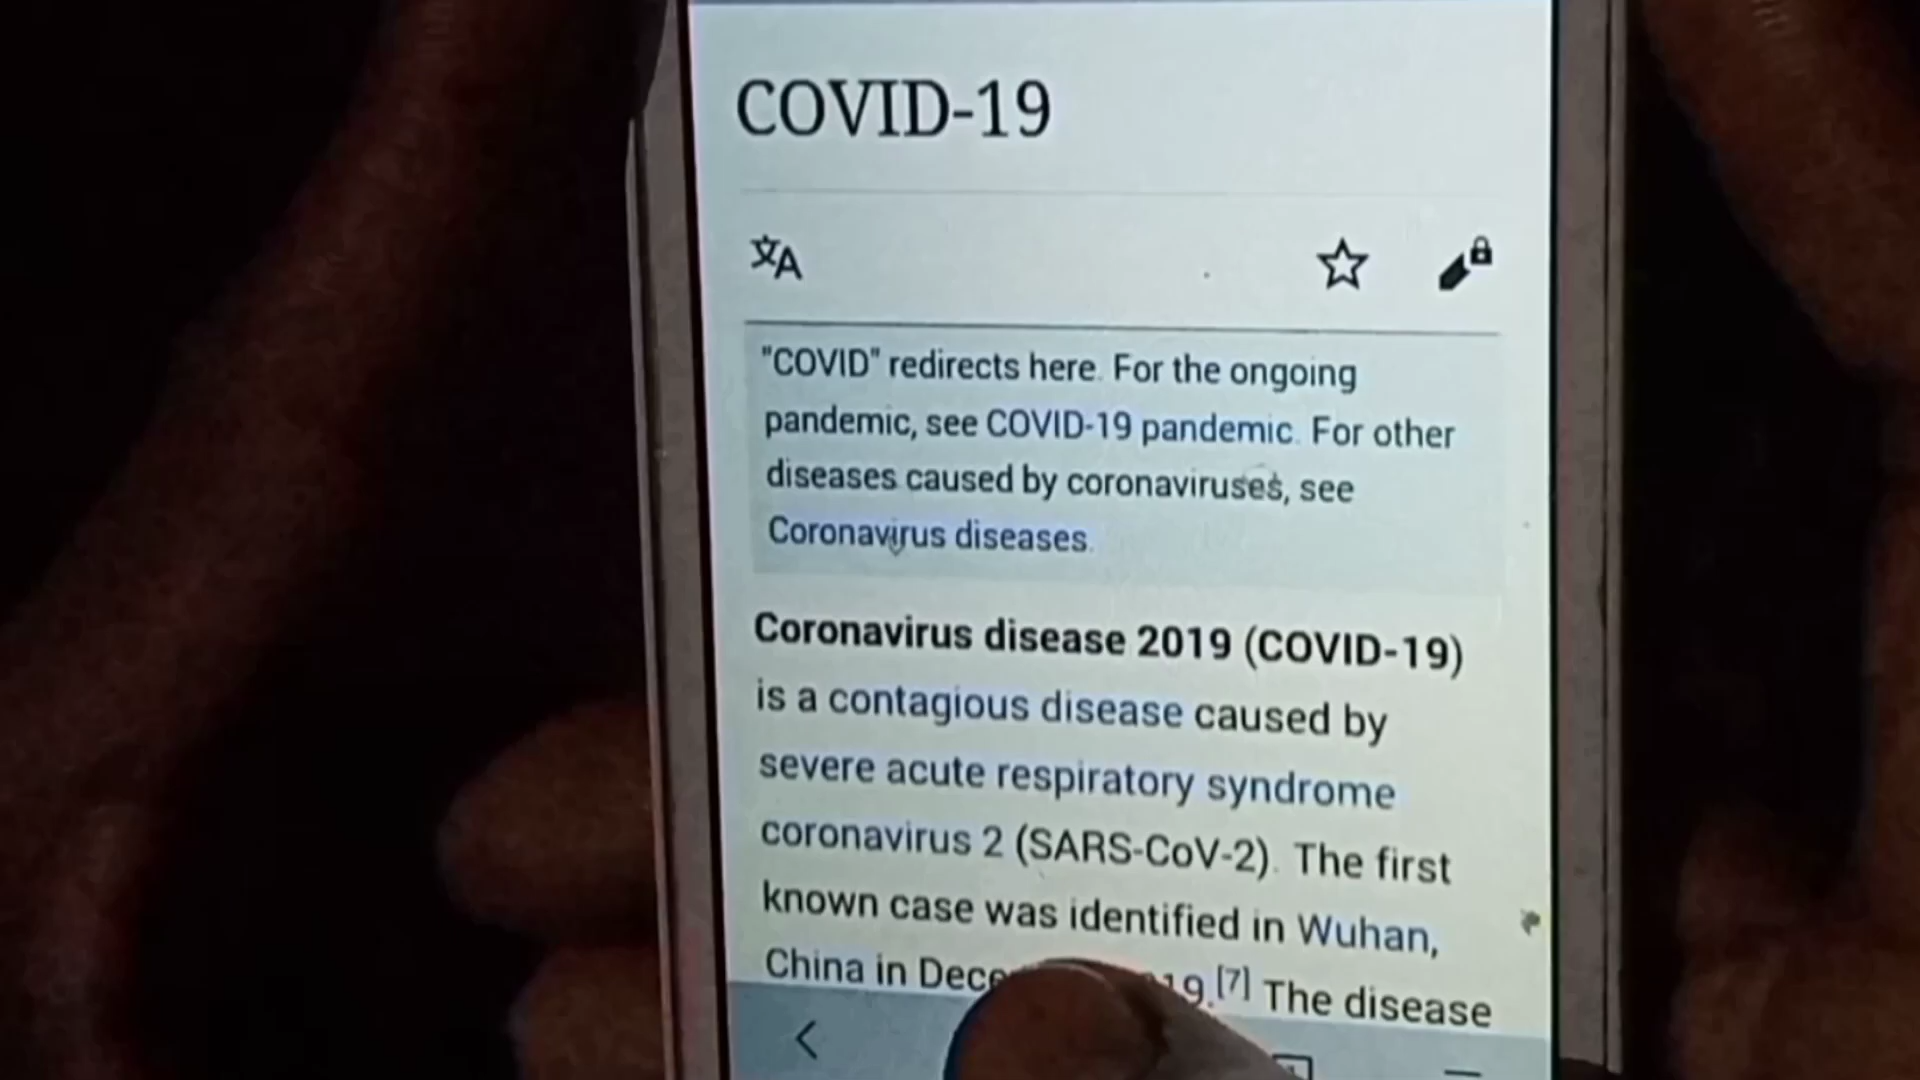 COVID-19
"COVID" redirects here. For the ongoing
pandemic, see COVID-19 pandemic. For other
diseases caused by coronaviruses, see
Coronavirus diseases.
Coronavirus disease 2019 (COVID-19)
is a contagious disease caused by
severe acute respiratory syndrome
coronavirus 2 (SARS-CoV-2). The first
known case was identified in Wuhan,
China in 19.[7] The disease